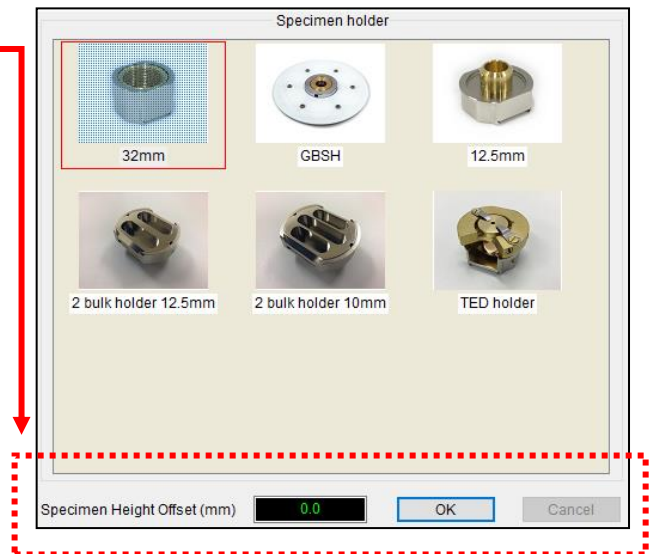 Specimen holder
32mm GBSH 12.5mm
2 bulk holder 12.5mm 2 bulk holder 10mm TED holder
Specimen Height Offset (mm) 0.0 OK Cancel